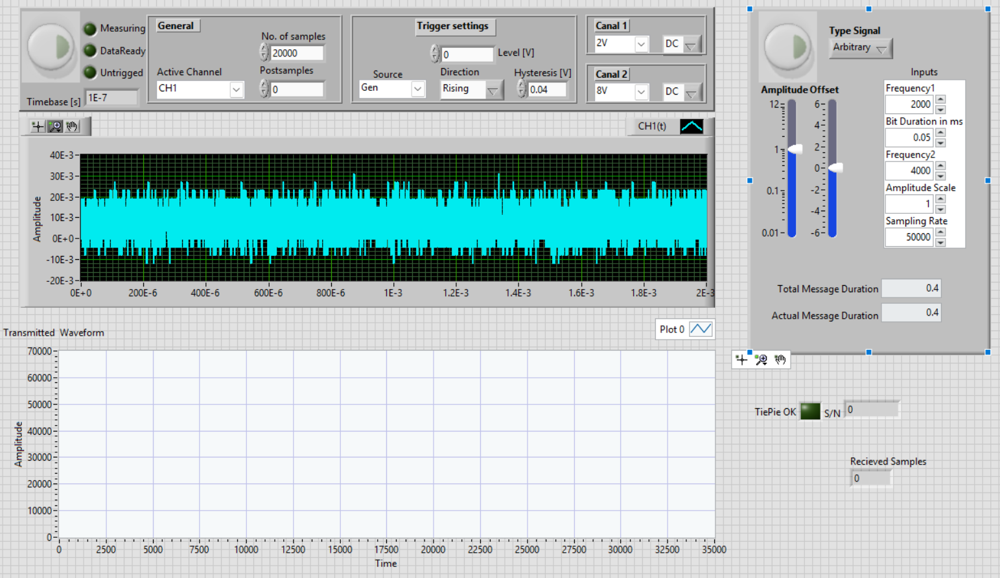 Measuring
DataReady
Untrigged
Timebase [s] 1E-7
General
No. of samples
20000
Active Channel
CH1
Postsamples
0
Trigger settings
0 Level [V]
Source
Gen
Direction
Rising
Hysteresis [V]
0.04
Canal 1
2V DC
Canal 2
8V DC
CH1(t)
Amplitude
40E-3
30E-3
20E-3
10E-3
0E+0
-10E-3
-20E-3
0E+0 200E-6 400E-6 600E-6 800E-6 1E-3 1.2E-3 1.4E-3 1.6E-3 1.8E-3 2E-3
Transmitted Waveform
Plot 0
Amplitude
70000
60000
50000
40000
30000
20000
10000
0
0 2500 5000 7500 10000 12500 15000 17500 20000 22500 25000 27500 30000 32500 35000
Time
Type Signal
Arbitrary
Amplitude Offset
12
1
0.1
0.01
6
4
2
0
-2
-4
-6
Inputs
Frequency1
2000
Bit Duration in ms
0.05
Frequency2
4000
Amplitude Scale
1
Sampling Rate
50000
Total Message Duration 0.4
Actual Message Duration 0.4
TiePie OK S/N 0
Recieved Samples
0